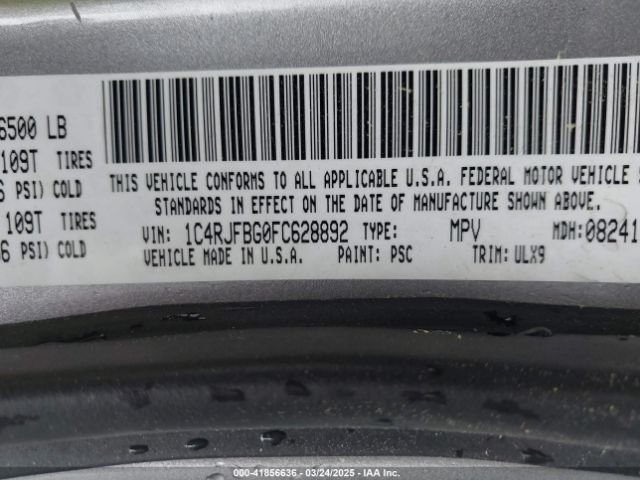 6500 LB
109T TIRES
PSI) COLD
109T TIRES
PSI) COLD
THIS VEHICLE CONFORMS TO ALL APPLICABLE U.S.A. FEDERAL MOTOR VEHICLE
STANDARDS IN EFFECT ON THE DATE OF MANUFACTURE SHOWN ABOVE.
VIN: 1C4RJFBG0FC628892 TYPE: MPV MDH: 08241
VEHICLE MADE IN U.S.A. PAINT: PSC TRIM: ULX9
00-41856636 - 03/24/2025 - IAA Inc.